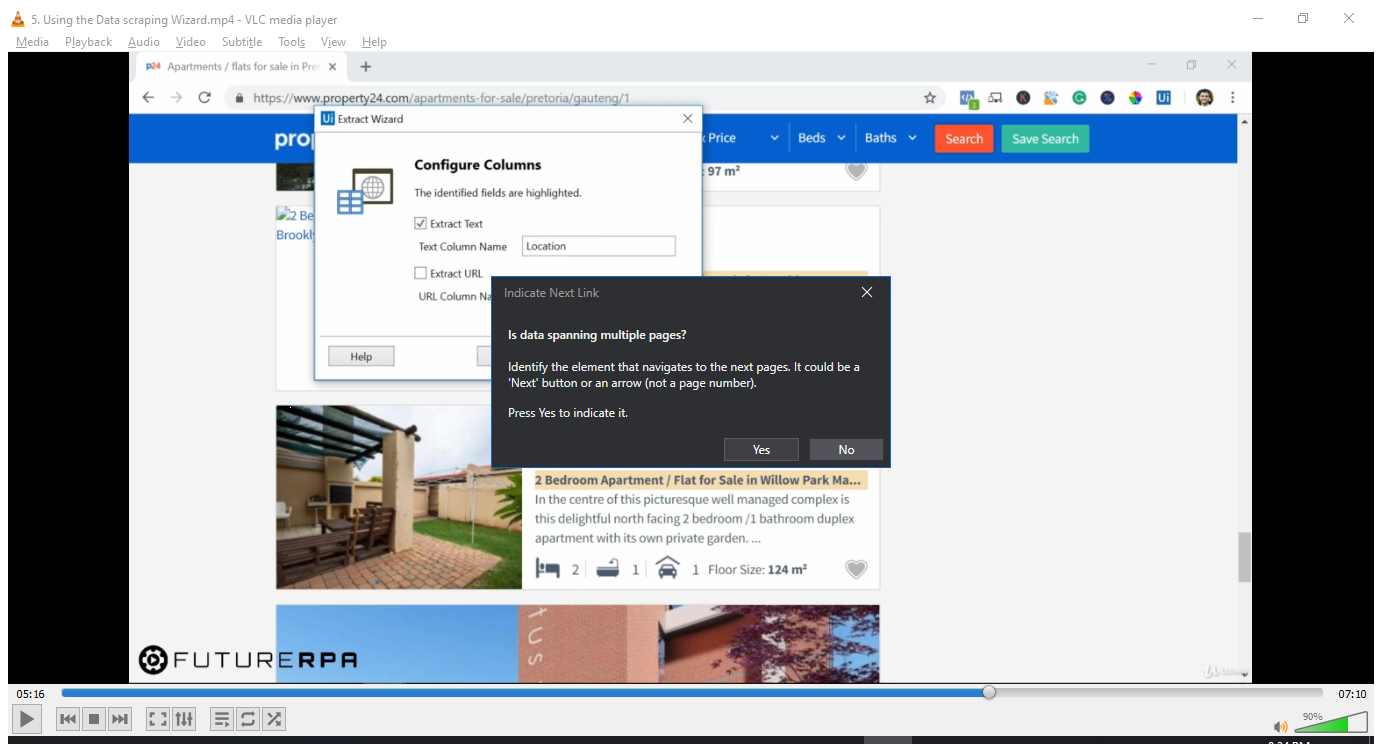 5. Using the Data scraping Wizard.mp4 - VLC media player
Media Playback Audio Video Subtitle Tools View Help
p24 Apartments / flats for sale in Pre
https://www.property24.com/apartments-for-sale/pretoria/gauteng/1
3
Ui
Ui Extract Wizard
Price Beds Baths Search Save Search
Configure Columns
The identified fields are highlighted.
Extract Text
Text Column Name Location
Extract URL
URL Column Na
Help
: 97 m²
2 Be
Brookl
Indicate Next Link
Is data spanning multiple pages?
Identify the element that navigates to the next pages. It could be a
'Next' button or an arrow (not a page number).
Press Yes to indicate it.
Yes No
2 Bedroom Apartment / Flat for Sale in Willow Park Ma...
In the centre of this picturesque well managed complex is
this delightful north facing 2 bedroom /1 bathroom duplex
apartment with its own private garden. ...
2 1 1 Floor Size: 124 m²
FUTURERPA
05:16 07:10
90%